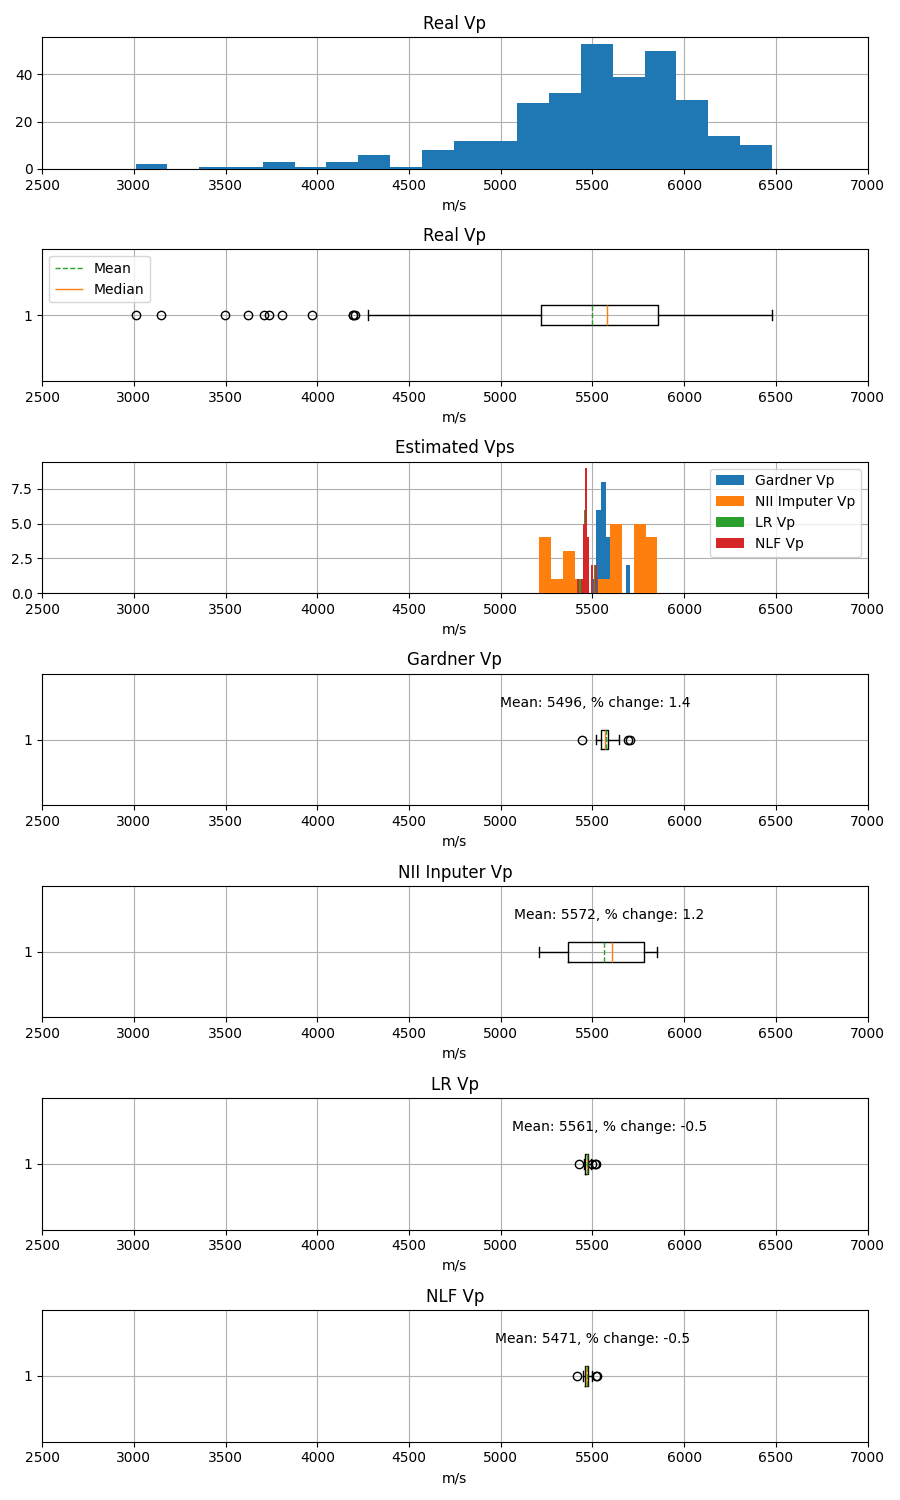 Real Vp
40
20
0
2500 3000 3500 4000 4500 5000 5500 6000 6500 7000
m/s
Real Vp
Mean
Median
1
2500 3000 3500 4000 4500 5000 5500 6000 6500 7000
m/s
Estimated Vps
7.5
5.0
2.5
0.0
Gardner Vp
NII Imputer Vp
LR Vp
NLF Vp
2500 3000 3500 4000 4500 5000 5500 6000 6500 7000
m/s
Gardner Vp
Mean: 5496, % change: 1.4
1
2500 3000 3500 4000 4500 5000 5500 6000 6500 7000
m/s
NII Inputer Vp
Mean: 5572, % change: 1.2
1
2500 3000 3500 4000 4500 5000 5500 6000 6500 7000
m/s
LR Vp
Mean: 5561, % change: -0.5
1
2500 3000 3500 4000 4500 5000 5500 6000 6500 7000
m/s
NLF Vp
Mean: 5471, % change: -0.5
1
2500 3000 3500 4000 4500 5000 5500 6000 6500 7000
m/s